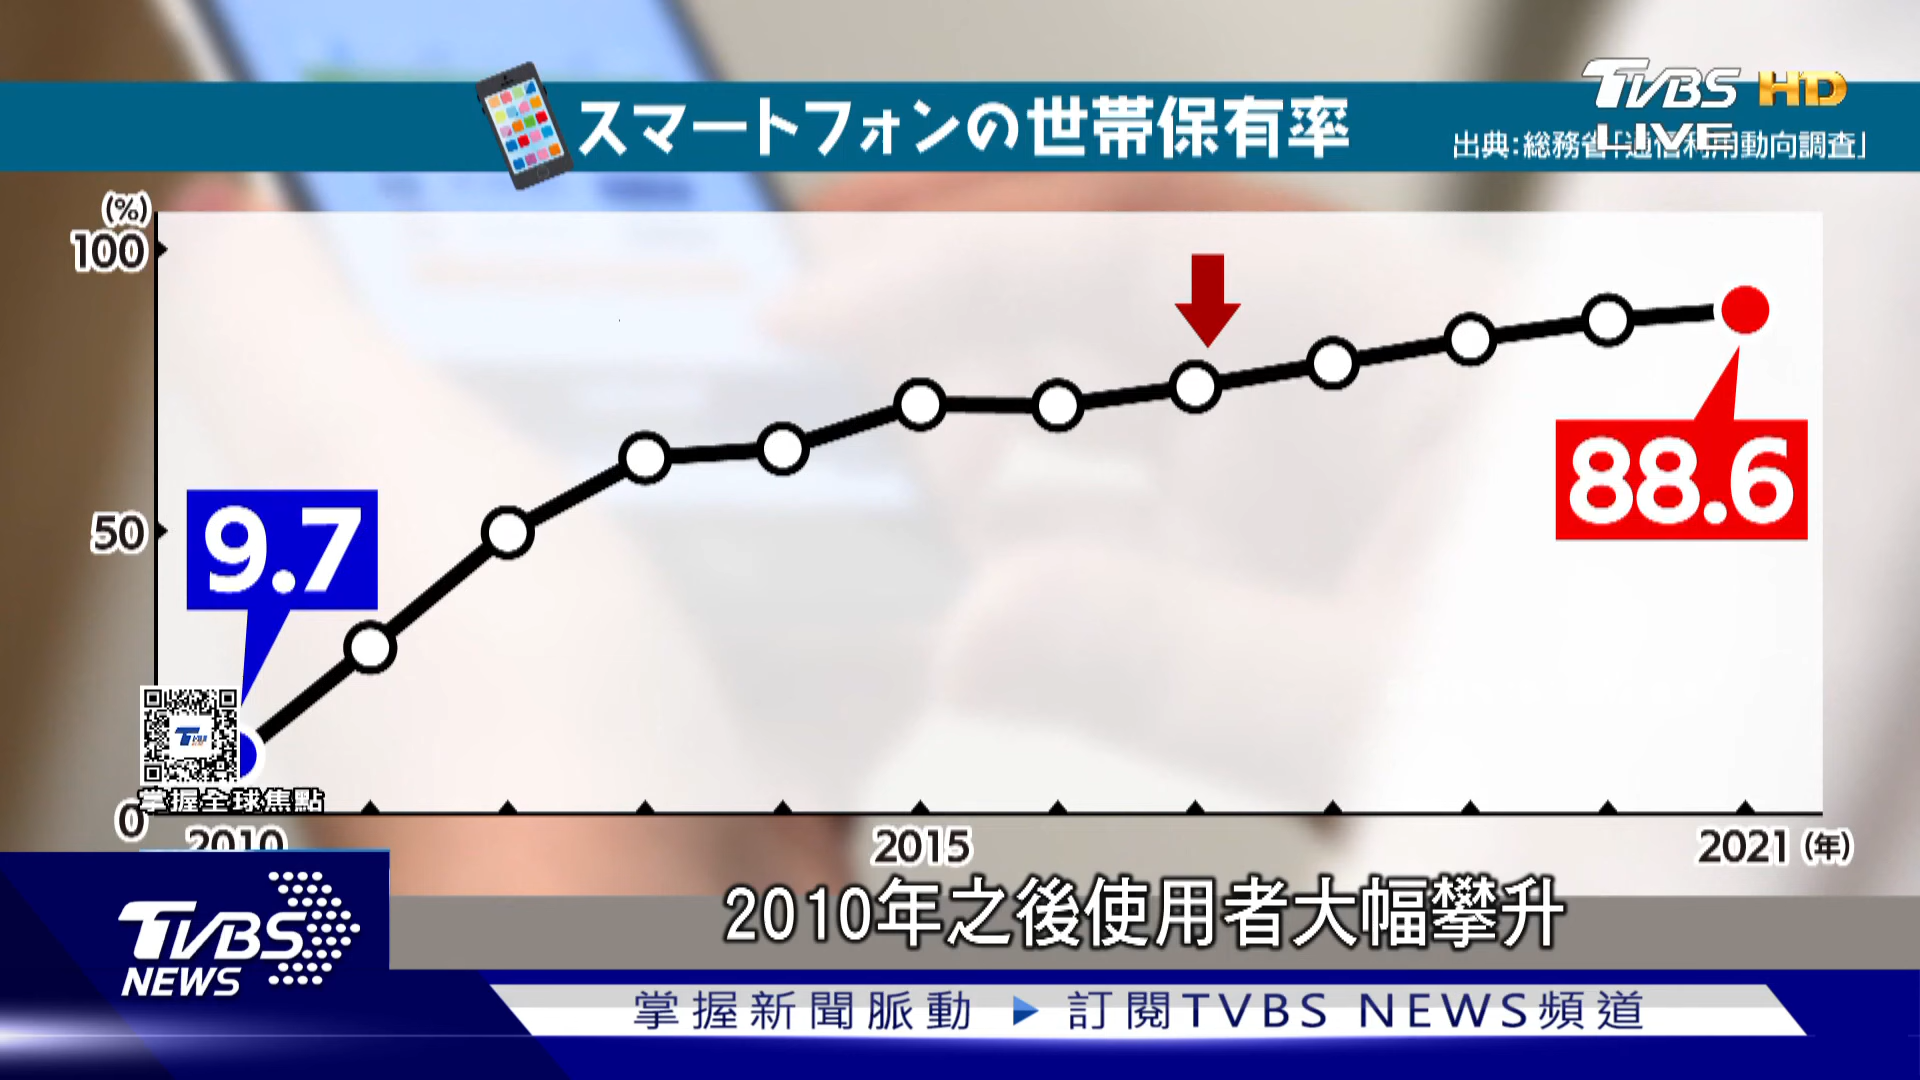 スマートフォンの世帯保有率
TVBS HD
LIVE
出典:総務省「通信利用動向調査」
(%)
100
50
0
9.7
88.6
掌握全球焦點
2010
2015
2021 (年)
2010年之後使用者大幅攀升
TVBS
NEWS
掌握新聞脈動 ▶ 訂閱TVBS NEWS頻道